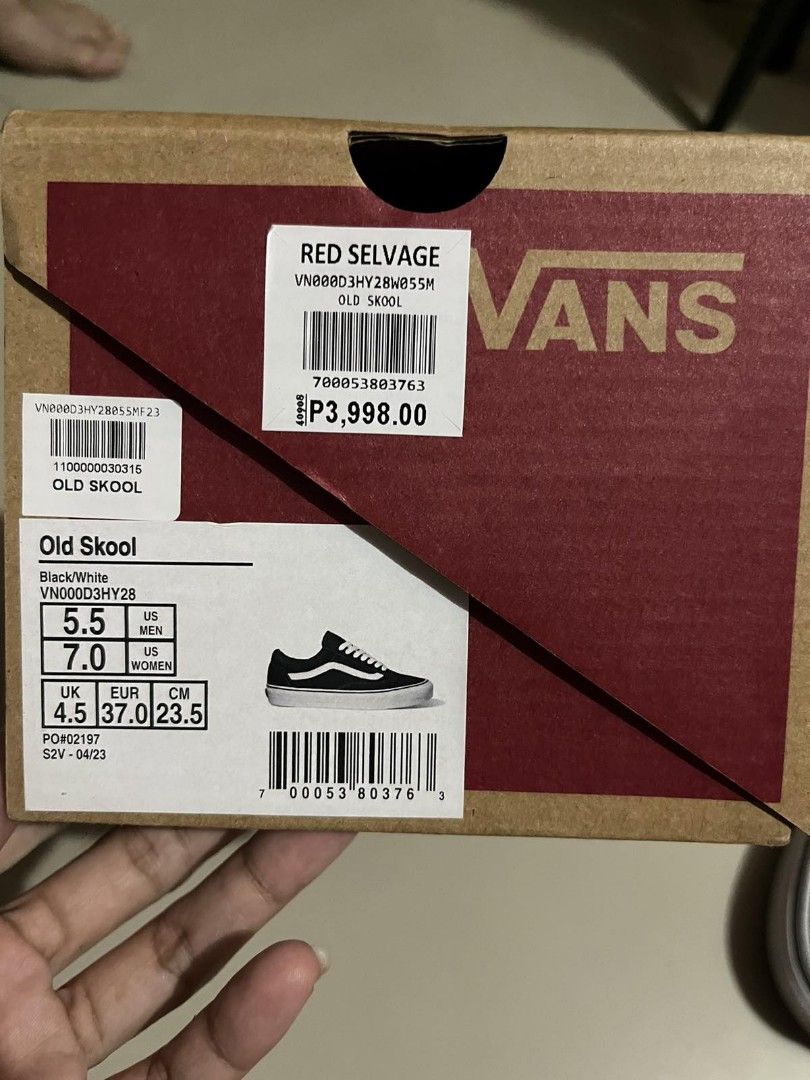 VANS
RED SELVAGE
VN000D3HY28W055M
OLD SKOOL
700053803763
40908
P3,998.00
VN000D3HY28055MF23
1100000030315
OLD SKOOL
Old Skool
Black/White
VN000D3HY28
5.5 US MEN
7.0 US WOMEN
UK EUR CM
4.5 37.0 23.5
PO#02197
S2V - 04/23
7 00053 80376 3